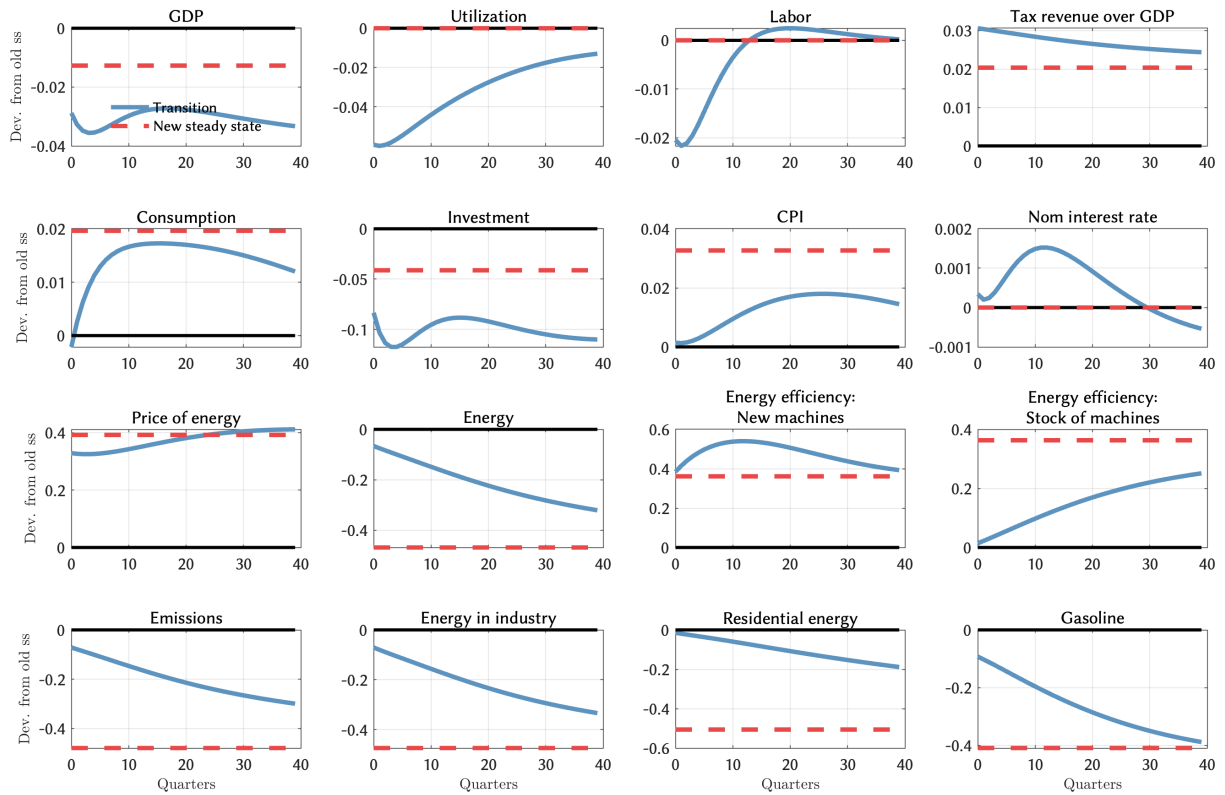 GDP
Utilization
Labor
Tax revenue over GDP
Dev. from old ss
0
-0.02
-0.04
Transition
New steady state
0 10 20 30 40
0
-0.02
-0.04
0 10 20 30 40
0
-0.01
-0.02
0 10 20 30 40
0.03
0.02
0.01
0
0 10 20 30 40
Consumption
Investment
CPI
Nom interest rate
Dev. from old ss
0.02
0.01
0
0 10 20 30 40
0
-0.05
-0.1
0 10 20 30 40
0.04
0.02
0
0 10 20 30 40
0.002
0.001
0
-0.001
0 10 20 30 40
Price of energy
Energy
Energy efficiency:
New machines
Energy efficiency:
Stock of machines
Dev. from old ss
0.4
0.2
0
0 10 20 30 40
0
-0.2
-0.4
0 10 20 30 40
0.6
0.4
0.2
0
0 10 20 30 40
0.4
0.2
0
0 10 20 30 40
Emissions
Energy in industry
Residential energy
Gasoline
Dev. from old ss
0
-0.2
-0.4
0 10 20 30 40
Quarters
0
-0.2
-0.4
0 10 20 30 40
Quarters
0
-0.2
-0.4
-0.6
0 10 20 30 40
Quarters
0
-0.2
-0.4
0 10 20 30 40
Quarters